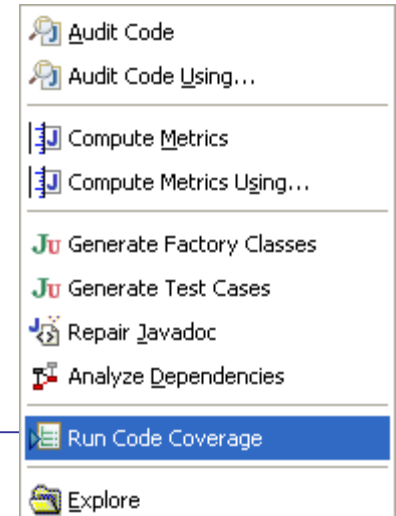 Audit Code
Audit Code Using...
Compute Metrics
Compute Metrics Using...
Generate Factory Classes
Generate Test Cases
Repair Javadoc
Analyze Dependencies
Run Code Coverage
Explore